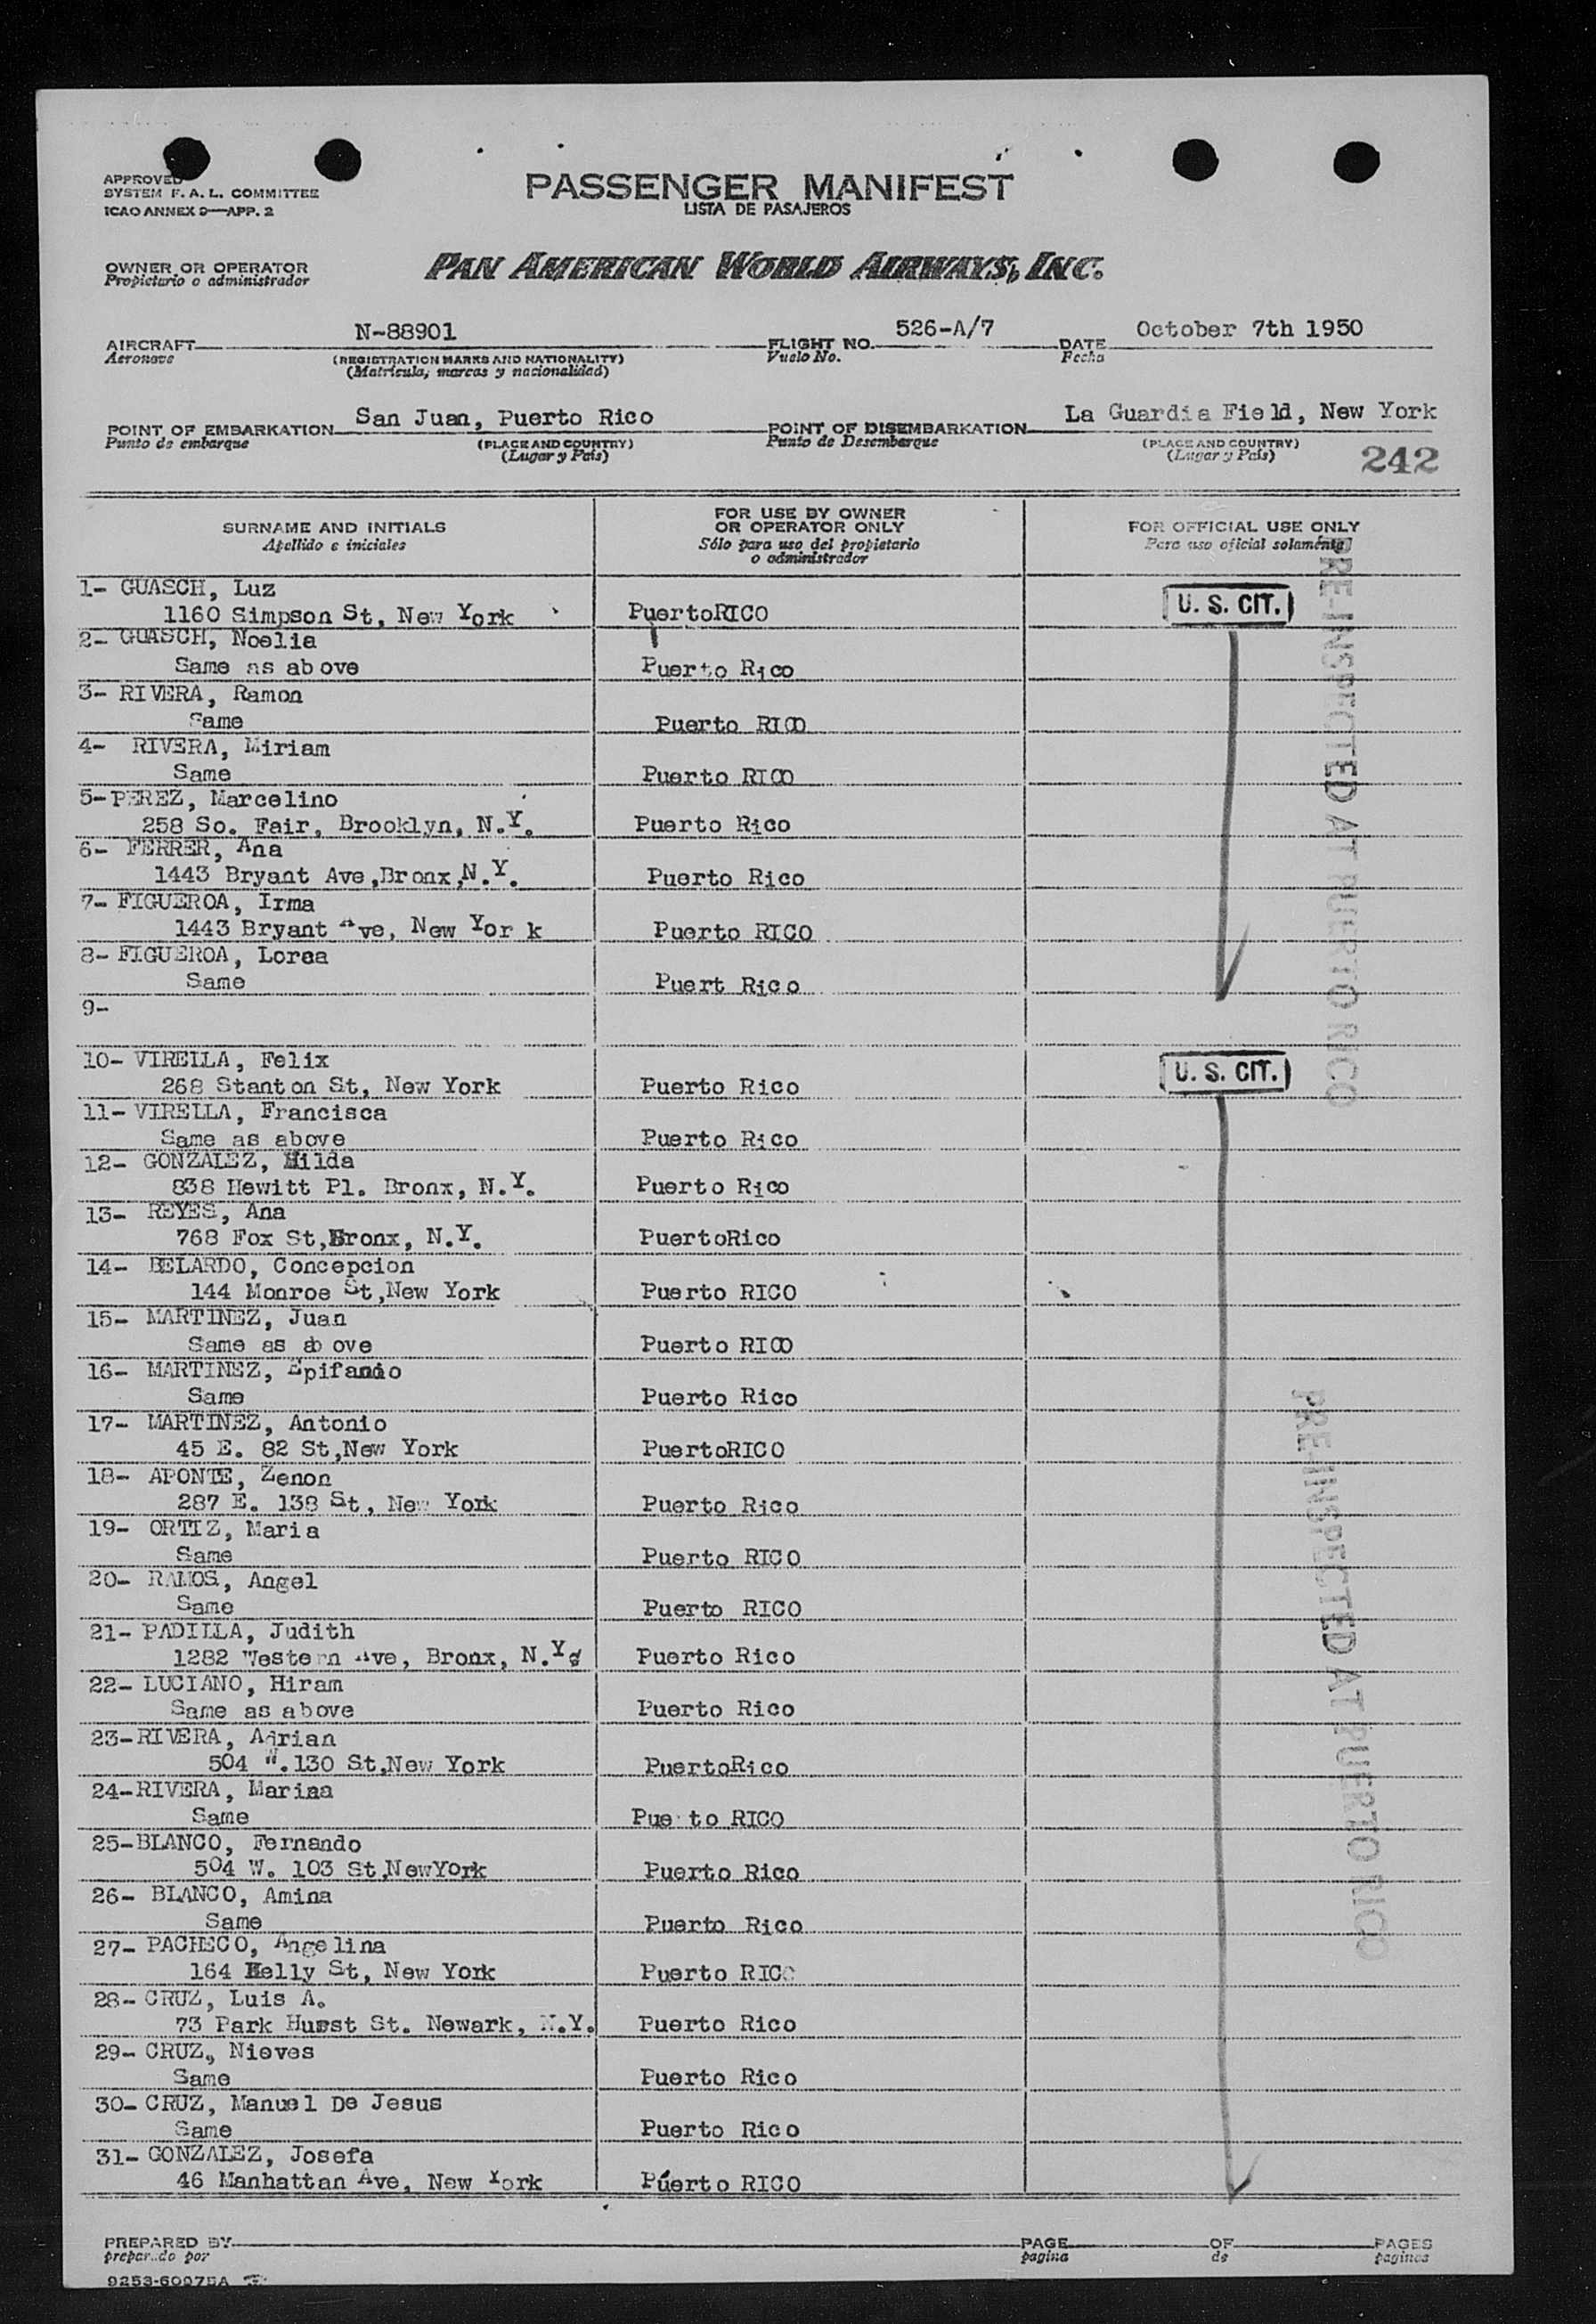 APPROVED
SYSTEM F. A. L. COMMITTEE
ICAO ANNEX 9—APP. 2
PASSENGER MANIFEST
LISTA DE PASAJEROS
OWNER OR OPERATOR
Propietario o administrador
PAN AMERICAN WORLD AIRWAYS, INC.
AIRCRAFT N-88901 FLIGHT NO. 526-A/7 DATE October 7th 1950
Aeronave (REGISTRATION MARKS AND NATIONALITY) Vuelo No. Fecha
(Matrícula, marcas y nacionalidad)
POINT OF EMBARKATION San Juan, Puerto Rico POINT OF DISEMBARKATION La Guardia Field, New York
Punto de embarque (PLACE AND COUNTRY) Punto de Desembarque (PLACE AND COUNTRY)
(Lugar y País) (Lugar y País) 242
SURNAME AND INITIALS
Apellido e iniciales
FOR USE BY OWNER
OR OPERATOR ONLY
Sólo para uso del propietario
o administrador
FOR OFFICIAL USE ONLY
Para uso oficial solamente
1- GUASCH, Luz
1160 Simpson St, New York PuertoRICO U. S. CIT.
2- GUASCH, Noelia
Same as above Puerto Rico
3- RIVERA, Ramon
Same Puerto RICO
4- RIVERA, Miriam
Same Puerto RICO
5-PEREZ, Marcelino
258 So. Fair, Brooklyn, N.Y. Puerto Rico
6- FERRER, Ana
1443 Bryant Ave,Bronx,N.Y. Puerto Rico
7- FIGUEROA, Irma
1443 Bryant Ave, New Yor k Puerto RICO
8- FIGUEROA, Lorea
Same Puert Rico
9-
10- VIRELLA, Felix
268 Stanton St, New York Puerto Rico U. S. CIT.
11- VIRELLA, Francisca
Same as above Puerto Rico
12- GONZALEZ, Hilda
838 Hewitt Pl. Bronx, N.Y. Puerto Rico
13- REYES, Ana
768 Fox St,Bronx, N.Y. PuertoRico
14- BELARDO, Concepcion
144 Monroe St,New York Puerto RICO
15- MARTINEZ, Juan
Same as ab ove Puerto RICO
16- MARTINEZ, Epifanio
Same Puerto Rico
17- MARTINEZ, Antonio
45 E. 82 St,New York PuertoRICO
18- APONTE, Zenon
287 E. 138 St, New York Puerto Rico
19- ORTIZ, Maria
Same Puerto RICO
20- RAMOS, Angel
Same Puerto RICO
21- PADILLA, Judith
1282 Western Ave, Bronx, N.Y. Puerto Rico
22- LUCIANO, Hiram
Same as above Puerto Rico
23-RIVERA, Adrian
504 W.130 St,New York PuertoRico
24-RIVERA, Marina
Same Pue to RICO
25-BLANCO, Fernando
504 W. 103 St,NewYork Puerto Rico
26- BLANCO, Amina
Same Puerto Rico
27- PACHECO, Angelina
164 Kelly St, New York Puerto RICO
28- CRUZ, Luis A.
73 Park Hurst St. Newark, N.Y. Puerto Rico
29- CRUZ, Nieves
Same Puerto Rico
30- CRUZ, Manuel De Jesus
Same Puerto Rico
31- GONZALEZ, Josefa
46 Manhattan Ave, New York Puerto RICO
PRE-INSPECTED AT PUERTO RICO
PRE-INSPECTED AT PUERTO RICO
PREPARED BY PAGE OF PAGES
preparado por pagina de paginas
9253-60075A